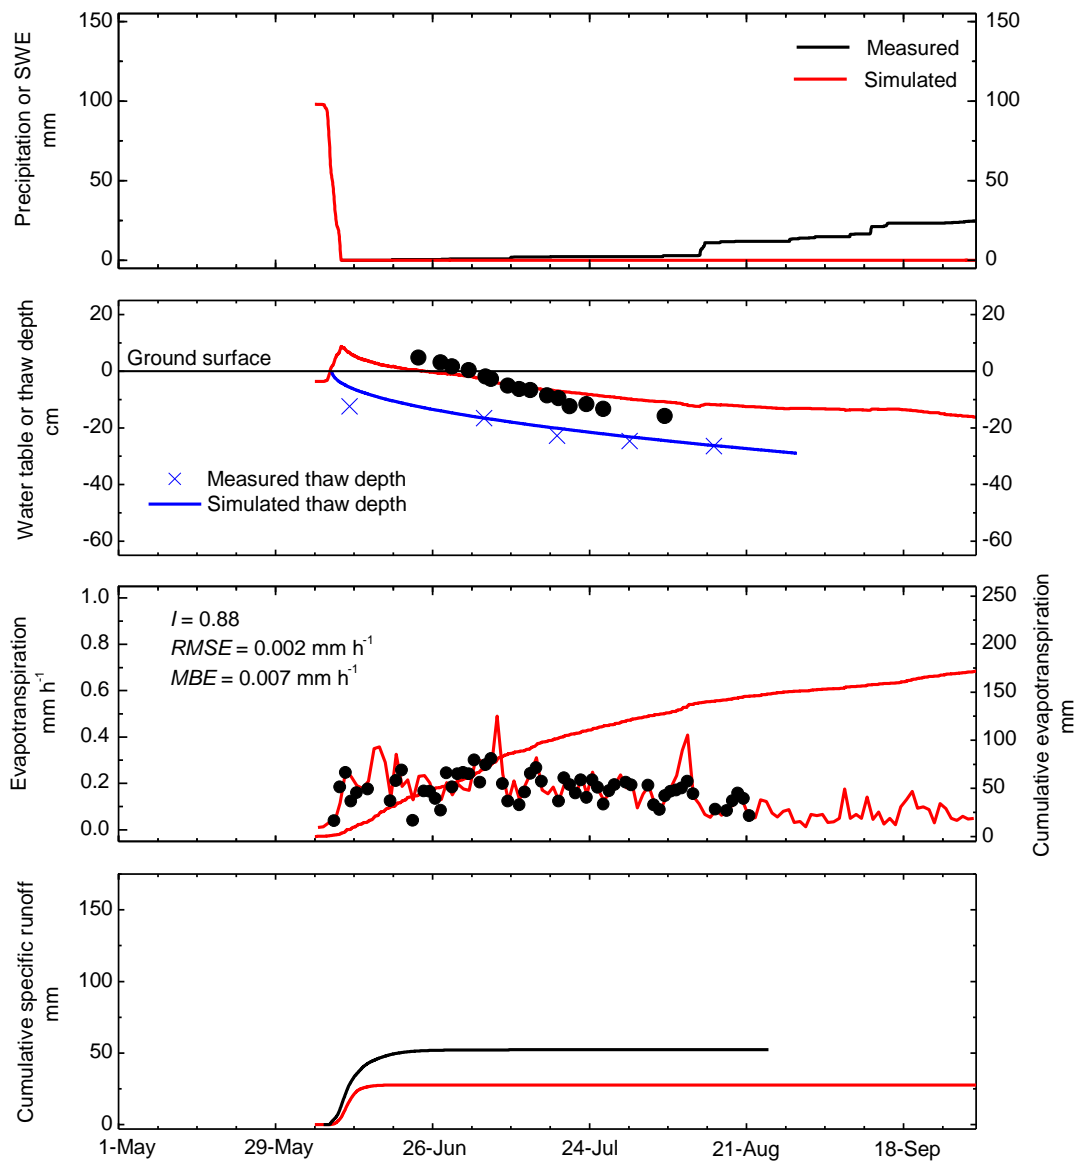 150
100
50
0
150
100
50
0
Precipitation or SWE
mm
Measured
Simulated
20
0
-20
-40
-60
20
0
-20
-40
-60
Water table or thaw depth
cm
Ground surface
Measured thaw depth
Simulated thaw depth
1.0
0.8
0.6
0.4
0.2
0.0
250
200
150
100
50
0
Evapotranspiration
mm h-1
Cumulative evapotranspiration
mm
I = 0.88
RMSE = 0.002 mm h-1
MBE = 0.007 mm h-1
150
100
50
0
Cumulative specific runoff
mm
1-May
29-May
26-Jun
24-Jul
21-Aug
18-Sep